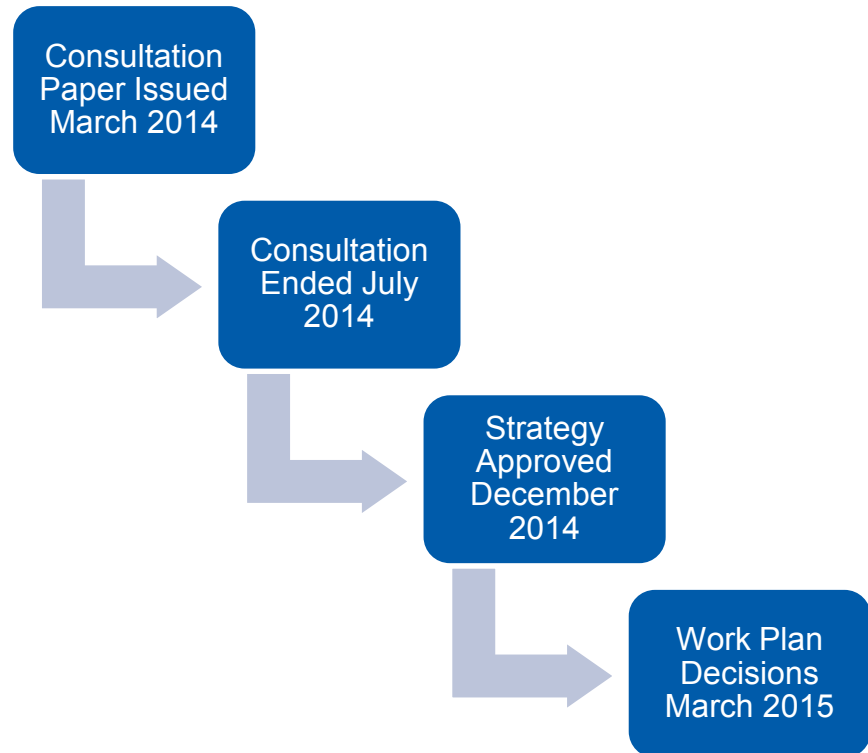 Consultation
Paper Issued
March 2014
Consultation
Ended July
2014
Strategy
Approved
December
2014
Work Plan
Decisions
March 2015